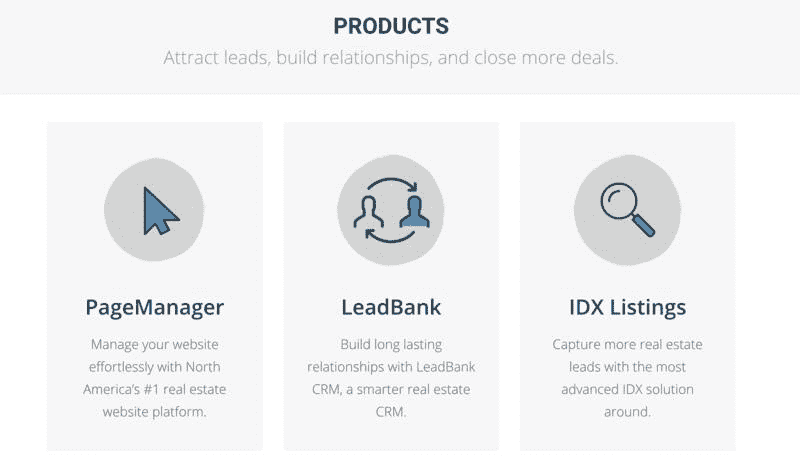 PRODUCTS
Attract leads, build relationships, and close more deals.
PageManager
Manage your website
effortlessly with North
America's #1 real estate
website platform.
LeadBank
Build long lasting
relationships with LeadBank
CRM, a smarter real estate
CRM.
IDX Listings
Capture more real estate
leads with the most
advanced IDX solution
around.